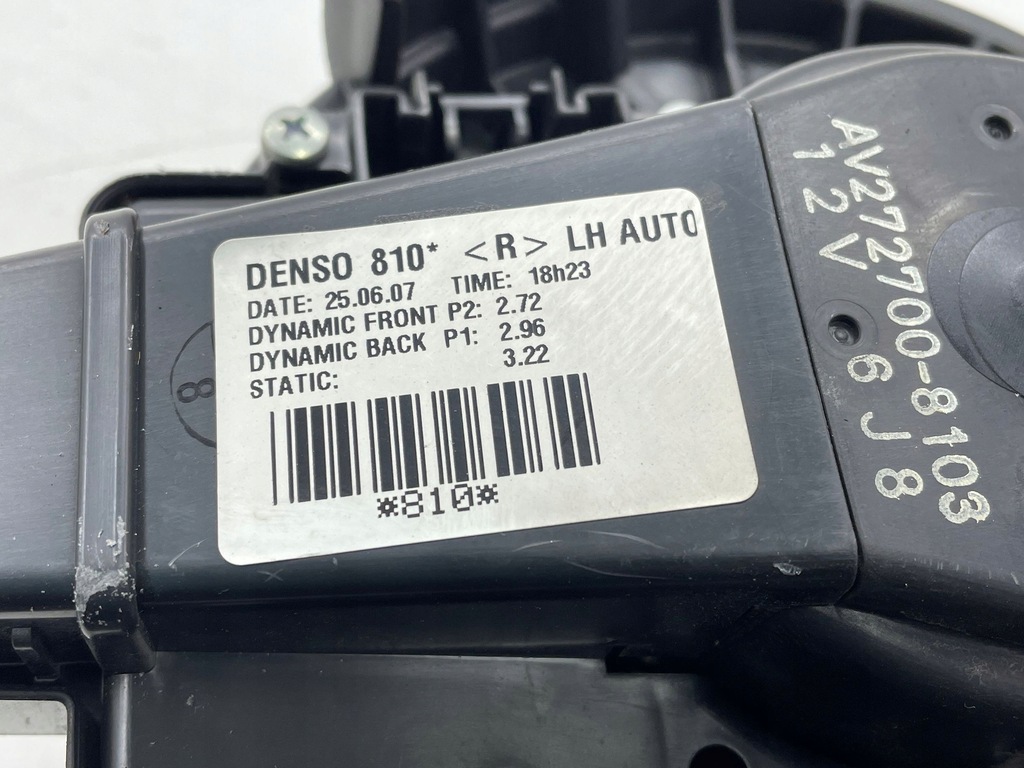 DENSO 810* <R> LH AUTO
DATE: 25.06.07 TIME: 18h23
DYNAMIC FRONT P2: 2.72
DYNAMIC BACK P1: 2.96
STATIC: 3.22
*810*
8
AV272700-8103
12V 6J8